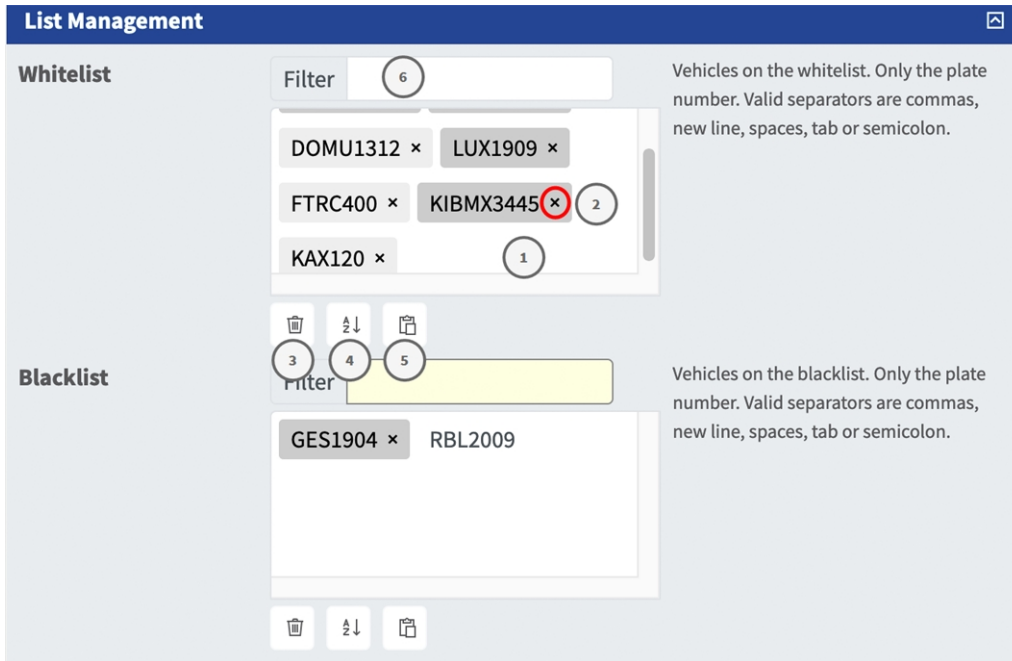 List Management
Whitelist
Filter
6
Vehicles on the whitelist. Only the plate
number. Valid separators are commas,
new line, spaces, tab or semicolon.
DOMU1312 × LUX1909 ×
FTRC400 × KIBMX3445 × 2
KAX120 × 1
3 4 5
Blacklist
Filter
Vehicles on the blacklist. Only the plate
number. Valid separators are commas,
new line, spaces, tab or semicolon.
GES1904 × RBL2009